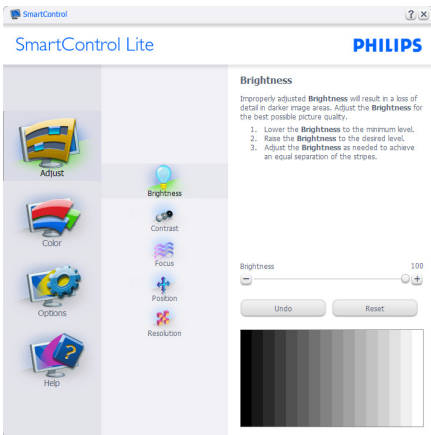 SmartControl
SmartControl Lite
PHILIPS
Adjust
Color
Options
Help
Brightness
Contrast
Focus
Position
Resolution
Brightness
Improperly adjusted Brightness will result in a loss of
detail in darker image areas. Adjust the Brightness for
the best possible picture quality.
1. Lower the Brightness to the minimum level.
2. Raise the Brightness to the desired level.
3. Adjust the Brightness as needed to achieve
an equal separation of the stripes.
Brightness 100
Undo Reset